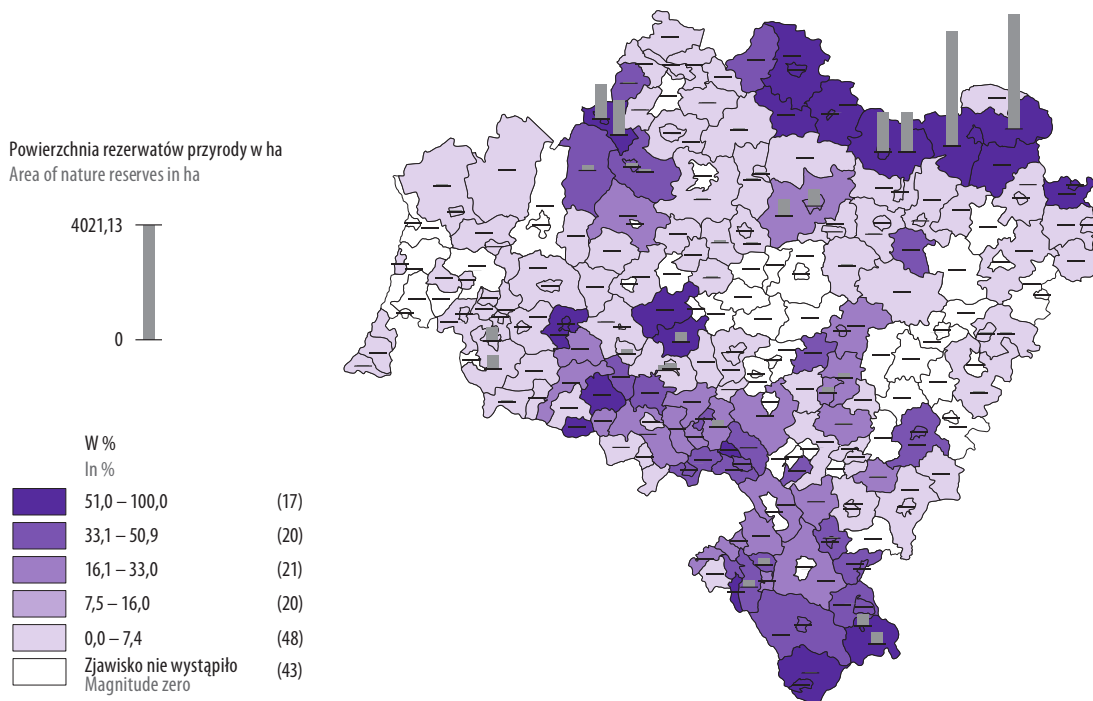 Powierzchnia rezerwatów przyrody w ha
Area of nature reserves in ha
4021,13
0
W %
In %
51,0 – 100,0 (17)
33,1 – 50,9 (20)
16,1 – 33,0 (21)
7,5 – 16,0 (20)
0,0 – 7,4 (48)
Zjawisko nie wystąpiło (43)
Magnitude zero